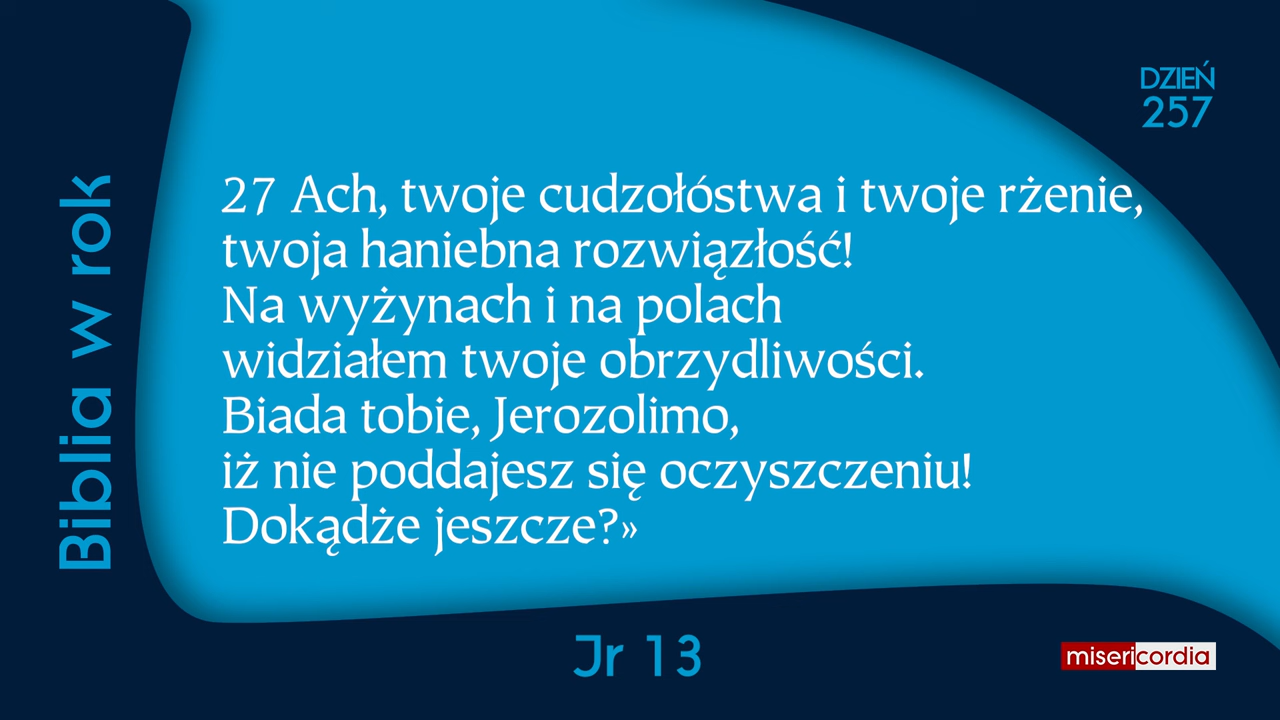 DZIEŃ
257
Biblia w rok
27 Ach, twoje cudzołóstwa i twoje rżenie,
twoja haniebna rozwiązłość!
Na wyżynach i na polach
widziałem twoje obrzydliwości.
Biada tobie, Jerozolimo,
iż nie poddajesz się oczyszczeniu!
Dokądże jeszcze?»
Jr 13
misericordia